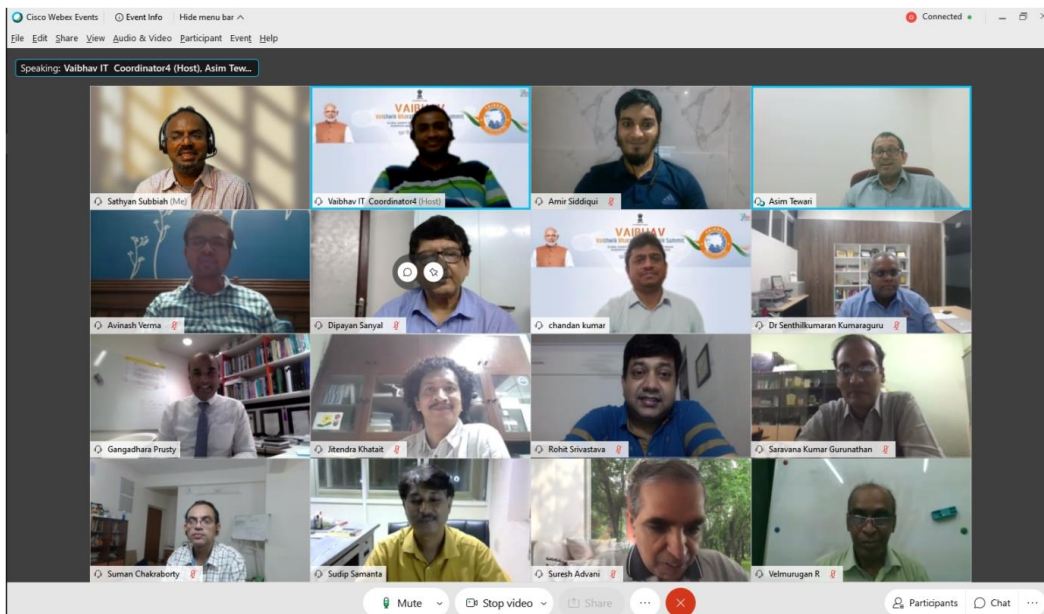 Cisco Webex Events
Event Info
Hide menu bar
Connected
File Edit Share View Audio & Video Participant Event Help
Speaking: Vaibhav IT Coordinator4 (Host), Asim Tew...
VAIBHAV
Sathyan Subbiah (Me)
Vaibhav IT Coordinator4 (Host)
Amir Siddiqui
Asim Tewari
VAIBHAV
Avinash Verma
Dipayan Sanyal
chandan kumar
Dr Senthilkumaran Kumaraguru
Gangadhara Prusty
Jitendra Khatait
Rohit Srivastava
Saravana Kumar Gurunathan
Suman Chakraborty
Sudip Samanta
Suresh Advani
Velmurugan R
Mute
Stop video
Share
Participants
Chat